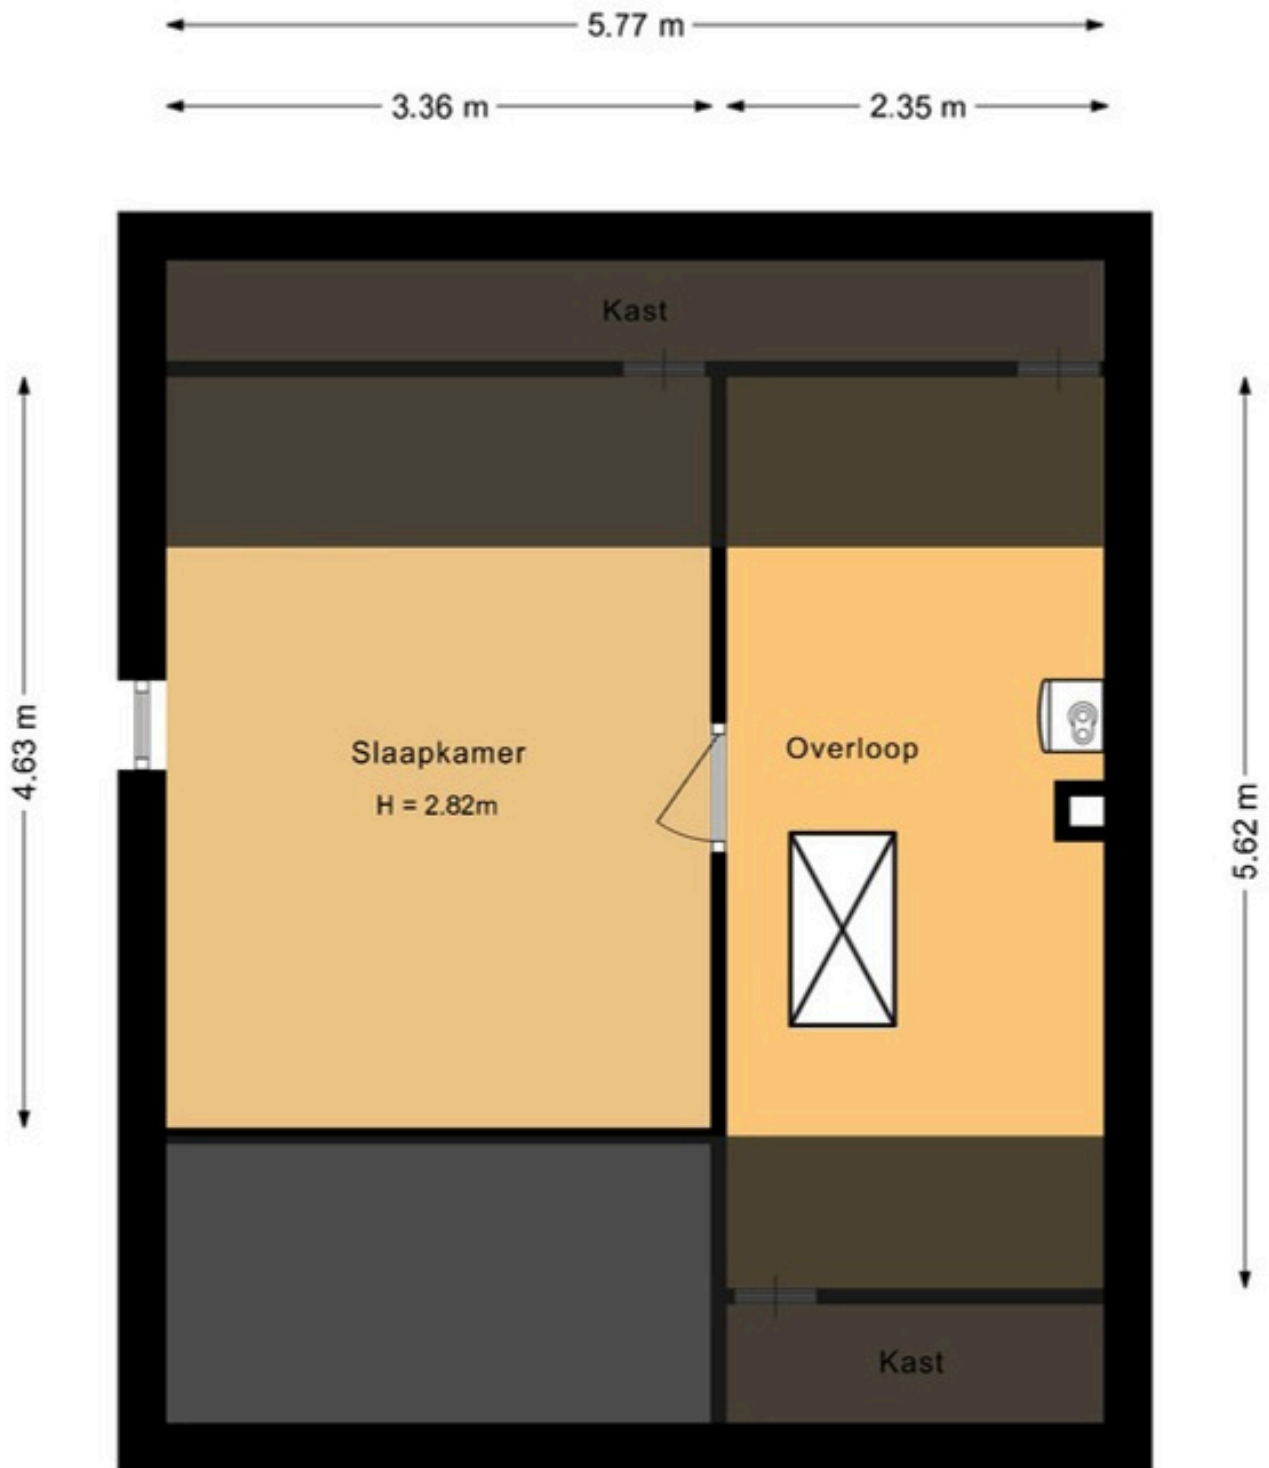 5.77 m
3.36 m
2.35 m
Kast
4.63 m
Slaapkamer
H = 2.82m
Overloop
5.62 m
Kast